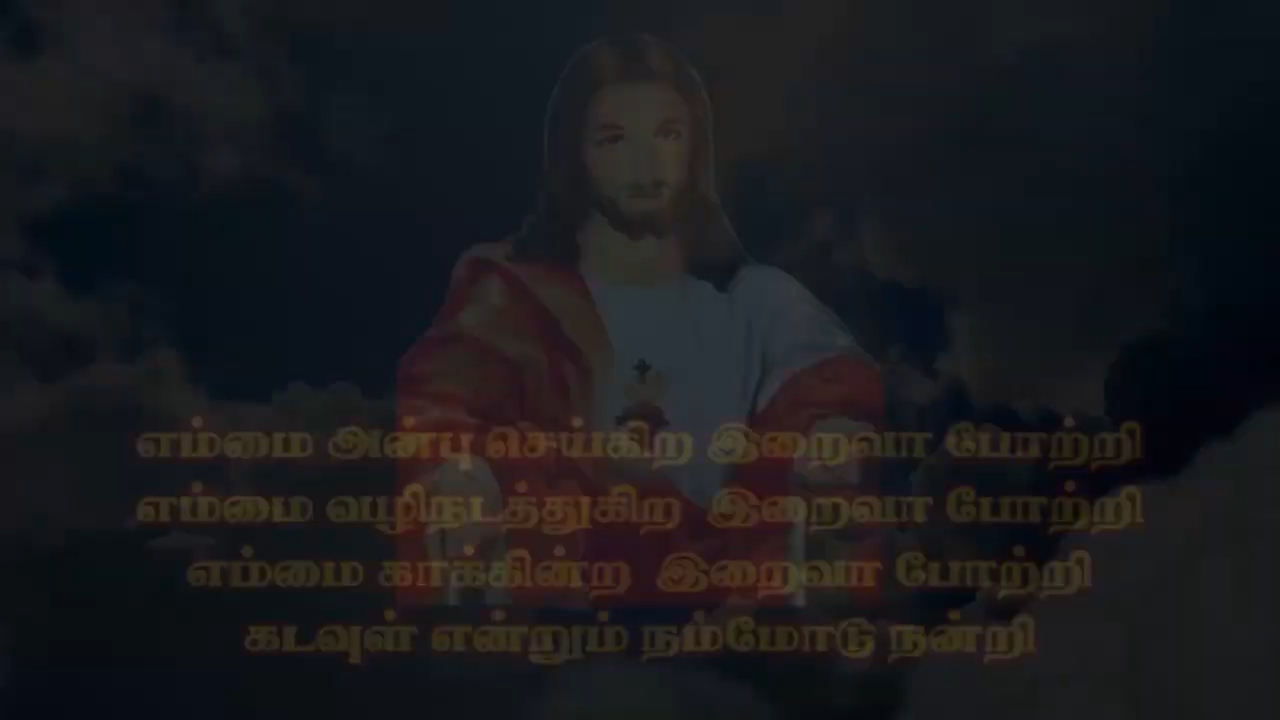 எம்மை அன்பு செய்கிற இறைவா போற்றி
எம்மை வழிநடத்துகிற இறைவா போற்றி
எம்மை காக்கின்ற இறைவா போற்றி
கடவுள் என்றும் நம்மோடு நன்றி